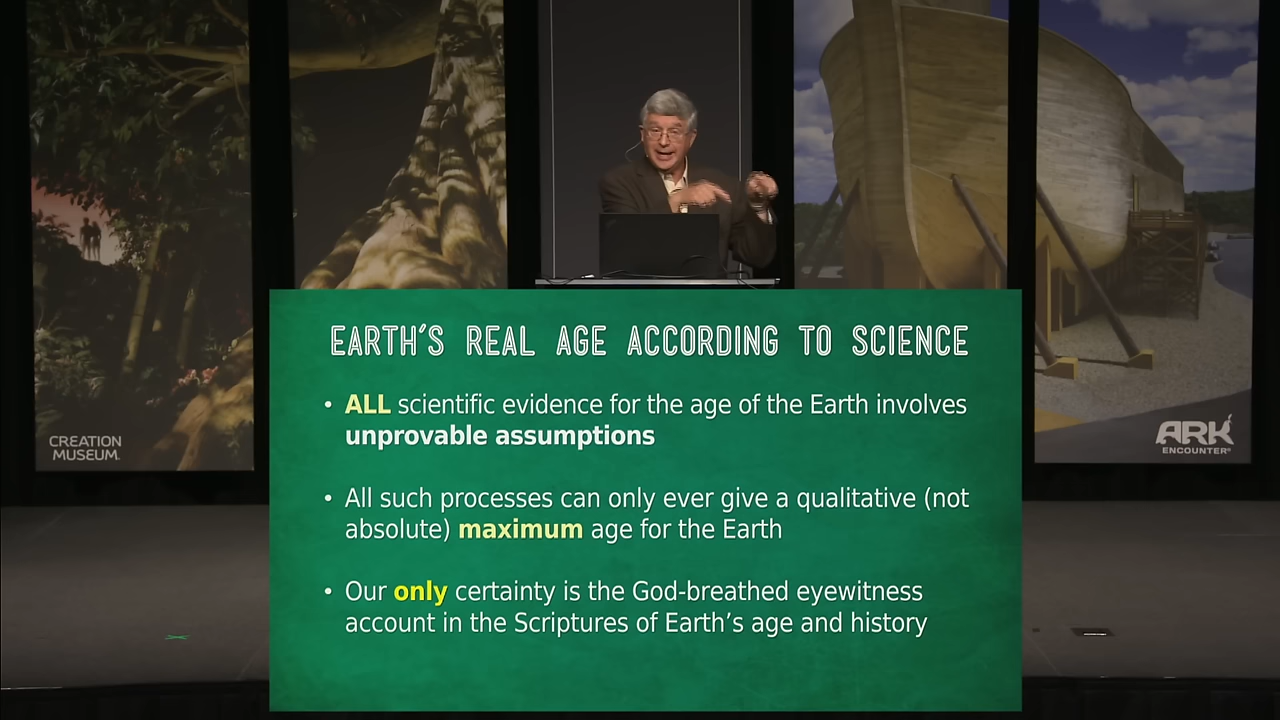 EARTH'S REAL AGE ACCORDING TO SCIENCE
• ALL scientific evidence for the age of the Earth involves
unprovable assumptions
• All such processes can only ever give a qualitative (not
absolute) maximum age for the Earth
• Our only certainty is the God-breathed eyewitness
account in the Scriptures of Earth's age and history
CREATION
MUSEUM
ARK
ENCOUNTER®